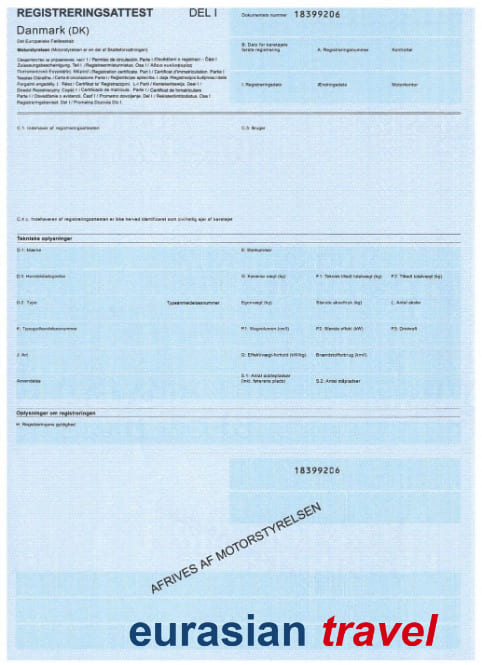 REGISTRERINGSATTEST DEL I
Danmark (DK)
Det Europæiske Fællesskab
Motorstyrelsen (Motorstyrelsen er en del af Skatteforvaltningen)
Dokumentets nummer 18399206
B: Dato for køretøjets
første registrering
A: Registreringsnummer
Kontroltal
I: Registreringsdato
Ændringsdato
Motorkontor
C.1: Indehaver af registreringsattesten
C.3: Bruger
C.4 c: Indehaveren af registreringsattesten er ikke herved identificeret som civilretlig ejer af køretøjet
Tekniske oplysninger
D.1: Mærke
E: Stelnummer
D.3: Handelsbetegnelse
G: Køreklar vægt (kg)
F.1: Teknisk tilladt totalvægt (kg)
F.2: Tilladt totalvægt (kg)
D.2: Type
Typeanmeldelsesnummer
Egenvægt (kg)
Største akseltryk (kg)
L: Antal aksler
K: Typegodkendelsesnummer
P.1: Slagvolumen (cm3)
P.2: Største effekt (kW)
P.3: Drivkraft
J: Art
Q: Effekt/vægt-forhold (kW/kg)
Brændstofforbrug (km/l)
Anvendelse
S.1: Antal siddepladser
(inkl. førerens plads)
S.2: Antal ståpladser
Oplysninger om registreringen
H: Registreringens gyldighed
18399206
AFRIVES AF MOTORSTYRELSEN
eurasian travel